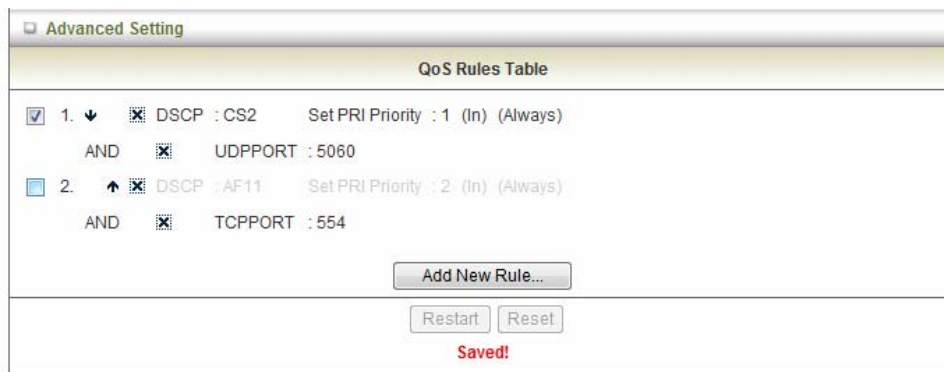 Advanced Setting
QoS Rules Table
1. DSCP : CS2 Set PRI Priority : 1 (In) (Always)
AND UDPPORT : 5060
2. DSCP : AF11 Set PRI Priority : 2 (In) (Always)
AND TCPPORT : 554
Add New Rule...
Restart Reset
Saved!